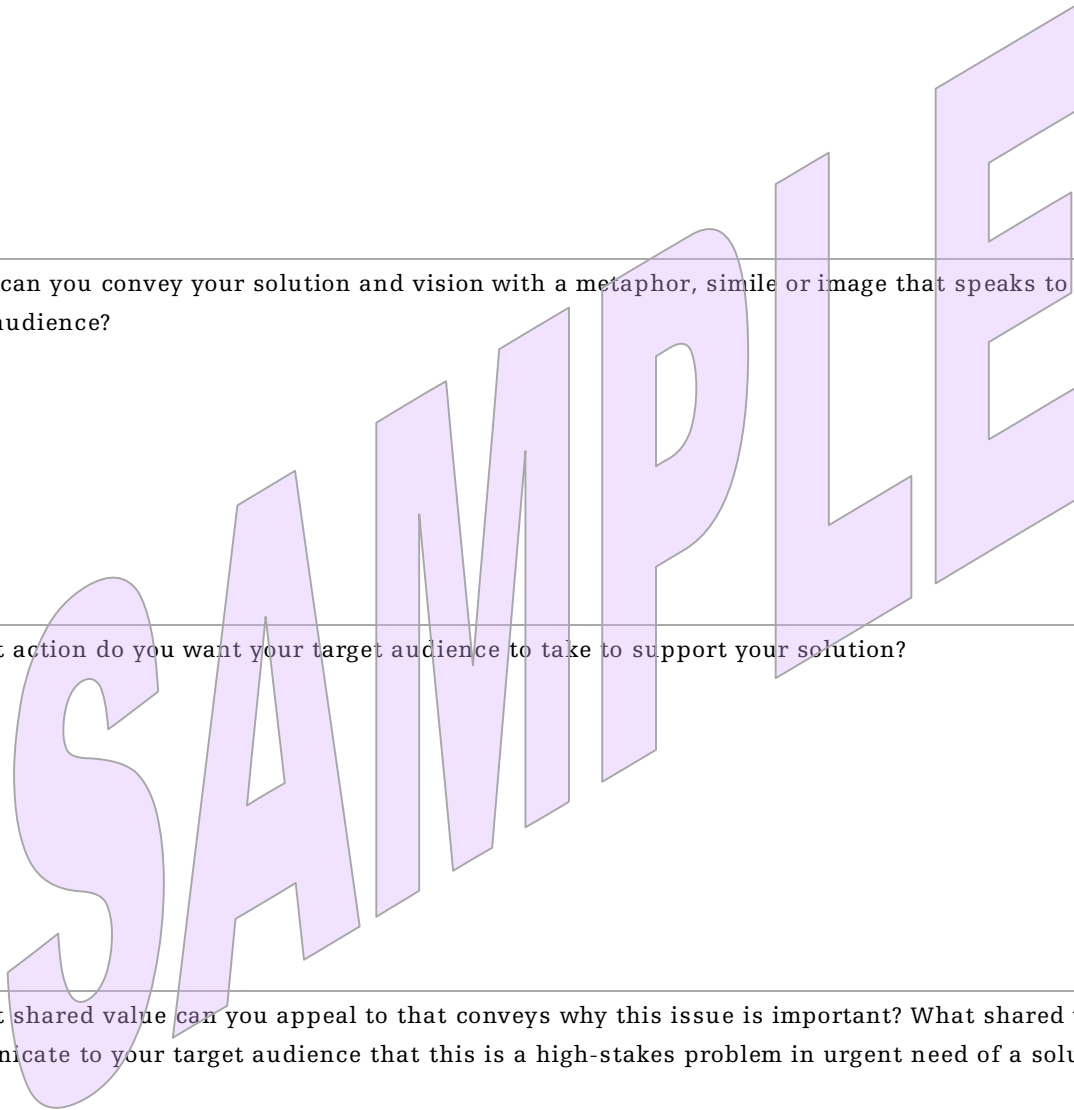 can you convey your solution and vision with a metaphor, simile or image that speaks to
audience?
action do you want your target audience to take to support your solution?
shared value can you appeal to that conveys why this issue is important? What shared
to your target audience that this is a high-stakes problem in urgent need of a
SAMPLE